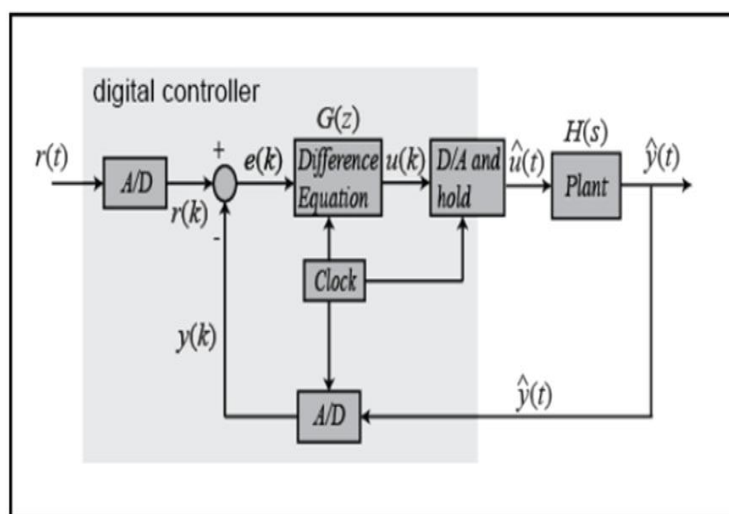 digital controller
G(z)
H(s)
r(t)
A/D
+
e(k)
Difference
Equation
u(k)
D/A and
hold
û(t)
Plant
ŷ(t)
r(k)
-
Clock
y(k)
A/D
ŷ(t)